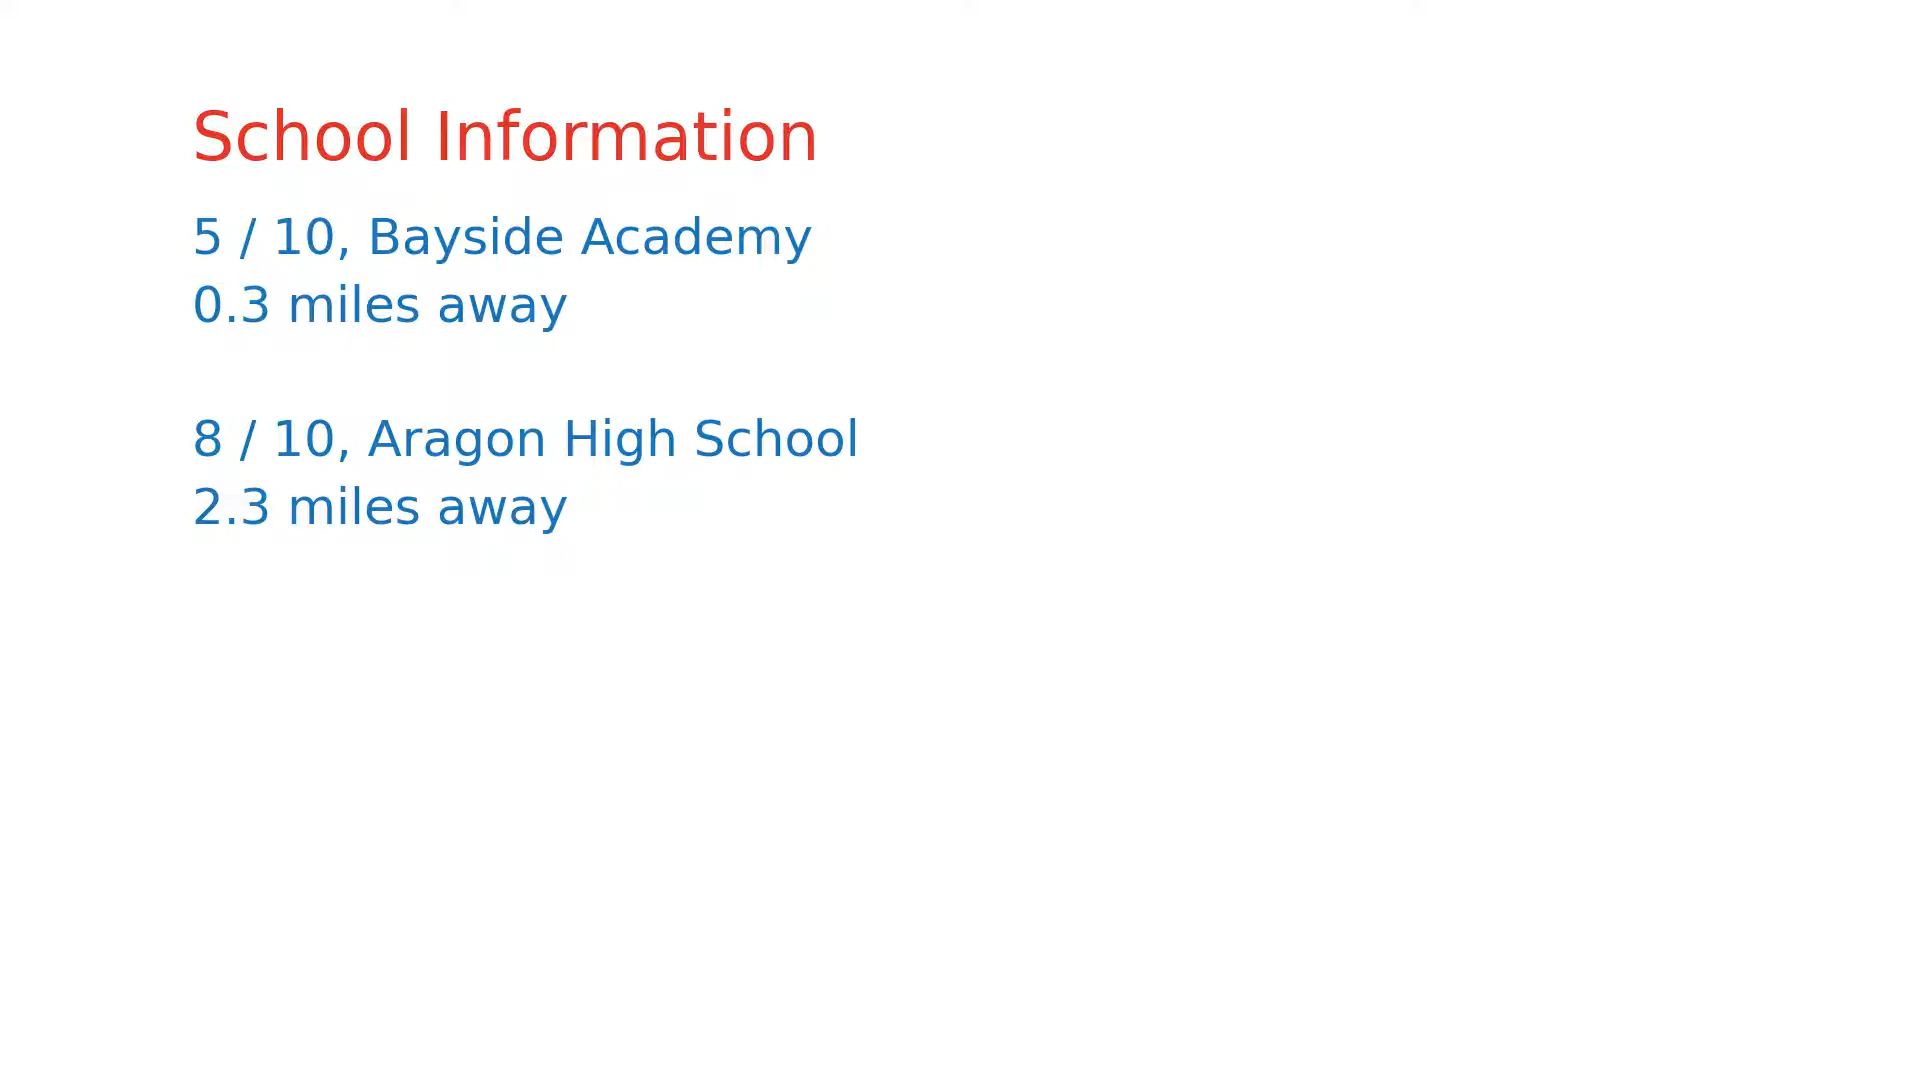 School Information
5 / 10, Bayside Academy
0.3 miles away
8 / 10, Aragon High School
2.3 miles away